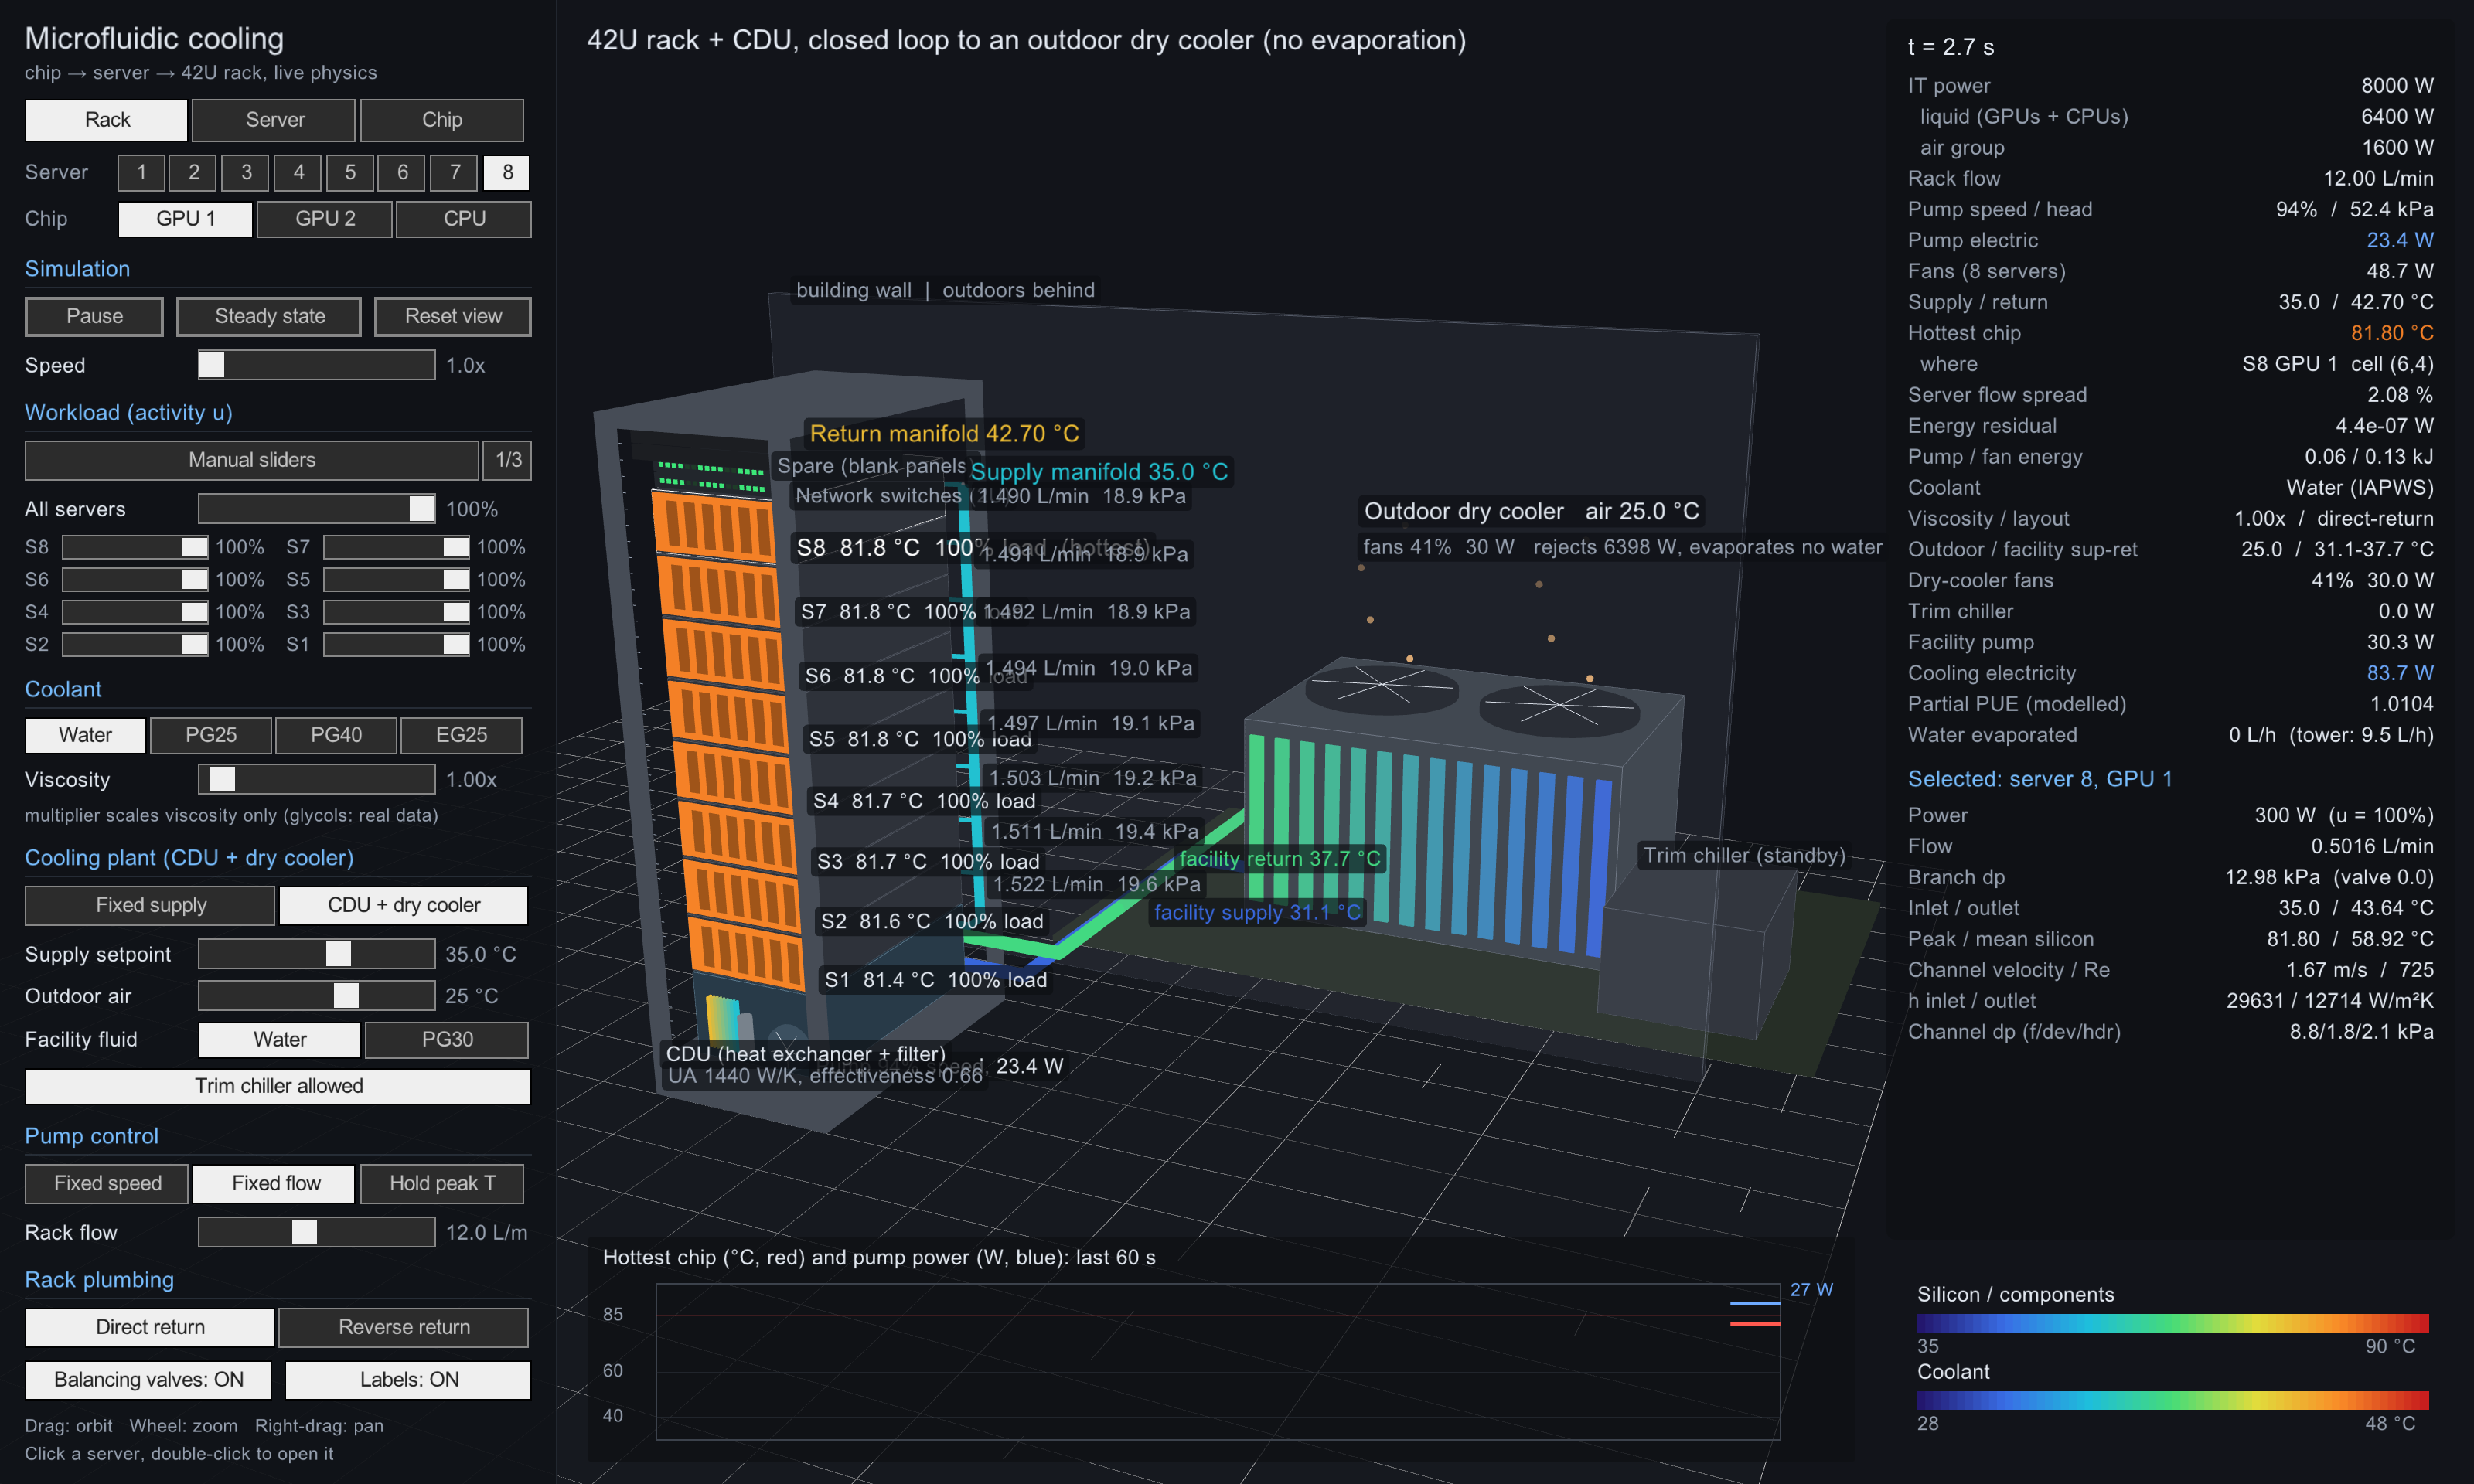 Microfluidic cooling
chip → server → 42U rack, live physics
Rack Server Chip
Server 1 2 3 4 5 6 7 8
Chip GPU 1 GPU 2 CPU
Simulation
Pause Steady state Reset view
Speed 1.0x
Workload (activity u)
Manual sliders 1/3
All servers 100%
S8 100% S7 100%
S6 100% S5 100%
S4 100% S3 100%
S2 100% S1 100%
Coolant
Water PG25 PG40 EG25
Viscosity 1.00x
multiplier scales viscosity only (glycols: real data)
Cooling plant (CDU + dry cooler)
Fixed supply CDU + dry cooler
Supply setpoint 35.0 °C
Outdoor air 25 °C
Facility fluid Water PG30
Trim chiller allowed
Pump control
Fixed speed Fixed flow Hold peak T
Rack flow 12.0 L/m
Rack plumbing
Direct return Reverse return
Balancing valves: ON Labels: ON
Drag: orbit Wheel: zoom Right-drag: pan
Click a server, double-click to open it
42U rack + CDU, closed loop to an outdoor dry cooler (no evaporation)
building wall | outdoors behind
Return manifold 42.70 °C
Spare (blank panels)
Supply manifold 35.0 °C
Network switches
1.490 L/min 18.9 kPa
S8 81.8 °C 100% load (hottest)
1.491 L/min 18.9 kPa
S7 81.8 °C 100% load
1.492 L/min 18.9 kPa
S6 81.8 °C 100% load
1.494 L/min 19.0 kPa
S5 81.8 °C 100% load
1.497 L/min 19.1 kPa
S4 81.7 °C 100% load
1.503 L/min 19.2 kPa
S3 81.7 °C 100% load
1.511 L/min 19.4 kPa
S2 81.6 °C 100% load
1.522 L/min 19.6 kPa
S1 81.4 °C 100% load
Outdoor dry cooler air 25.0 °C
fans 41% 30 W rejects 6398 W, evaporates no water
facility return 37.7 °C
facility supply 31.1 °C
Trim chiller (standby)
CDU (heat exchanger + filter)
94% speed, 23.4 W
UA 1440 W/K, effectiveness 0.66
Hottest chip (°C, red) and pump power (W, blue): last 60 s
27 W
85
60
40
t = 2.7 s
IT power 8000 W
liquid (GPUs + CPUs) 6400 W
air group 1600 W
Rack flow 12.00 L/min
Pump speed / head 94% / 52.4 kPa
Pump electric 23.4 W
Fans (8 servers) 48.7 W
Supply / return 35.0 / 42.70 °C
Hottest chip 81.80 °C
where S8 GPU 1 cell (6,4)
Server flow spread 2.08 %
Energy residual 4.4e-07 W
Pump / fan energy 0.06 / 0.13 kJ
Coolant Water (IAPWS)
Viscosity / layout 1.00x / direct-return
Outdoor / facility sup-ret 25.0 / 31.1-37.7 °C
Dry-cooler fans 41% 30.0 W
Trim chiller 0.0 W
Facility pump 30.3 W
Cooling electricity 83.7 W
Partial PUE (modelled) 1.0104
Water evaporated 0 L/h (tower: 9.5 L/h)
Selected: server 8, GPU 1
Power 300 W (u = 100%)
Flow 0.5016 L/min
Branch dp 12.98 kPa (valve 0.0)
Inlet / outlet 35.0 / 43.64 °C
Peak / mean silicon 81.80 / 58.92 °C
Channel velocity / Re 1.67 m/s / 725
h inlet / outlet 29631 / 12714 W/m²K
Channel dp (f/dev/hdr) 8.8/1.8/2.1 kPa
Silicon / components
35 90 °C
Coolant
28 48 °C